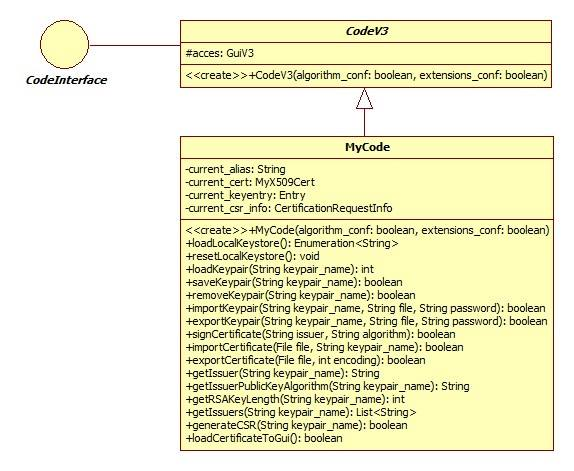 CodeV3
#acces: GuiV3
<<create>>+CodeV3(algorithm_conf: boolean, extensions_conf: boolean)
CodeInterface
MyCode
-current_alias: String
-current_cert: MyX509Cert
-current_keyentry: Entry
-current_csr_info: CertificationRequestInfo
<<create>>+MyCode(algorithm_conf: boolean, extensions_conf: boolean)
+loadLocalKeystore(): Enumeration<String>
+resetLocalKeystore(): void
+loadKeypair(String keypair_name): int
+saveKeypair(String keypair_name): boolean
+removeKeypair(String keypair_name): boolean
+importKeypair(String keypair_name, String file, String password): boolean
+exportKeypair(String keypair_name, String file, String password): boolean
+signCertificate(String issuer, String algorithm): boolean
+importCertificate(File file, String keypair_name): boolean
+exportCertificate(File file, int encoding): boolean
+getIssuer(String keypair_name): String
+getIssuerPublicKeyAlgorithm(String keypair_name): String
+getRSAKeyLength(String keypair_name): int
+getIssuers(String keypair_name): List<String>
+generateCSR(String keypair_name): boolean
+loadCertificateToGui(): boolean